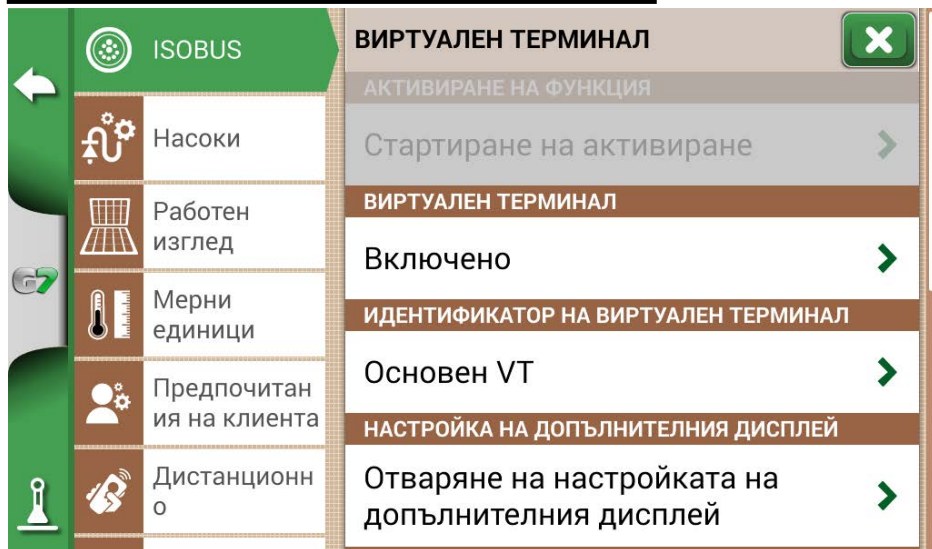 ISOBUS
Насоки
Работен
изглед
G7
Мерни
единици
Предпочитан
ия на клиента
Дистанционн
о
ВИРТУАЛЕН ТЕРМИНАЛ
АКТИВИРАНЕ НА ФУНКЦИЯ
Стартиране на активиране
ВИРТУАЛЕН ТЕРМИНАЛ
Включено
ИДЕНТИФИКАТОР НА ВИРТУАЛЕН ТЕРМИНАЛ
Основен VT
НАСТРОЙКА НА ДОПЪЛНИТЕЛНИЯ ДИСПЛЕЙ
Отваряне на настройката на
допълнителния дисплей